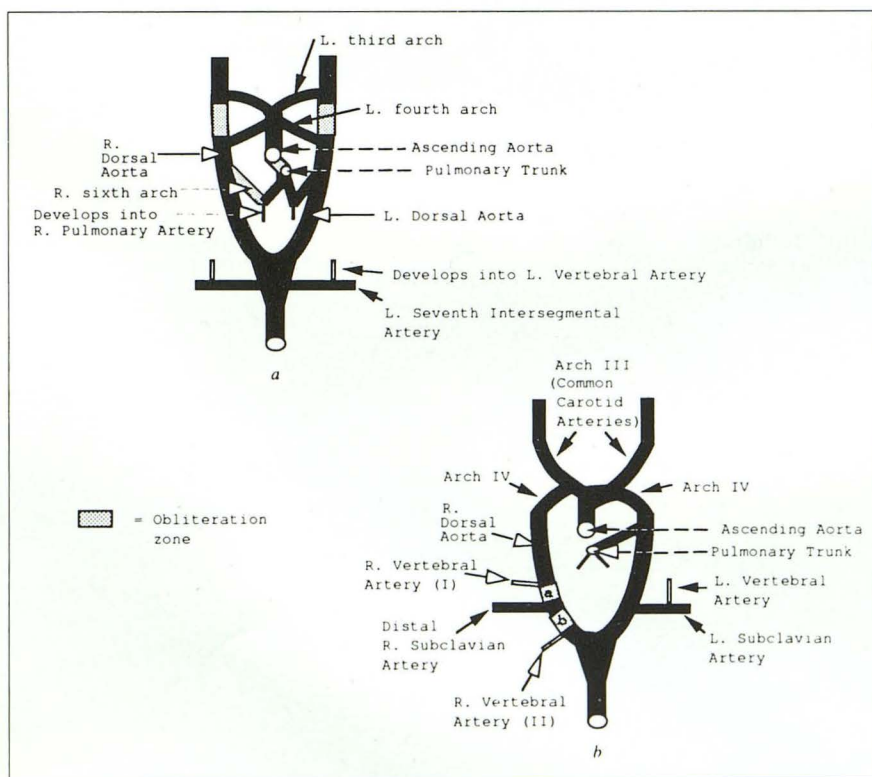 L. third arch
L. fourth arch
R.
Dorsal
Aorta
Ascending Aorta
Pulmonary Trunk
R. sixth arch
Develops into
R. Pulmonary Artery
L. Dorsal Aorta
Develops into L. Vertebral Artery
L. Seventh Intersegmental
Artery
a
Arch III
(Common
Carotid
Arteries)
Arch IV
Arch IV
= Obliteration
zone
R.
Dorsal
Aorta
Ascending Aorta
Pulmonary Trunk
R. Vertebral
Artery (I)
a
L. Vertebral
Artery
b
Distal
R. Subclavian
Artery
L. Subclavian
Artery
R. Vertebral
Artery (II)
b